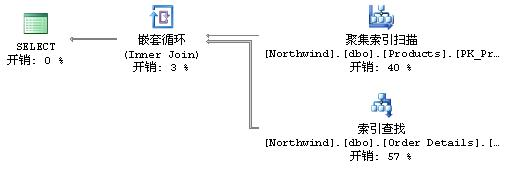 SELECT
开销: 0 %
嵌套循环
(Inner Join)
开销: 3 %
聚集索引扫描
[Northwind].[dbo].[Products].[PK_Pr…
开销: 40 %
索引查找
[Northwind].[dbo].[Order Details].[…
开销: 57 %